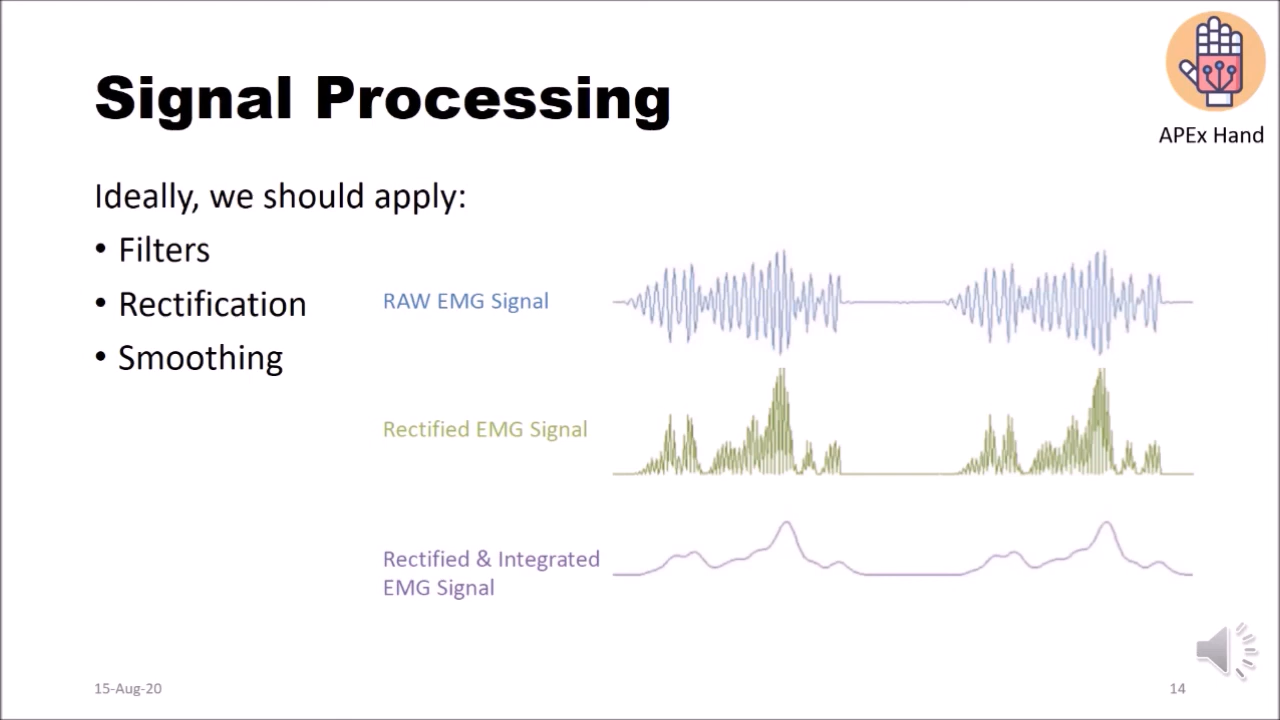 Signal Processing
APEx Hand
Ideally, we should apply:
• Filters
• Rectification
• Smoothing
RAW EMG Signal
Rectified EMG Signal
Rectified & Integrated
EMG Signal
15-Aug-20
14